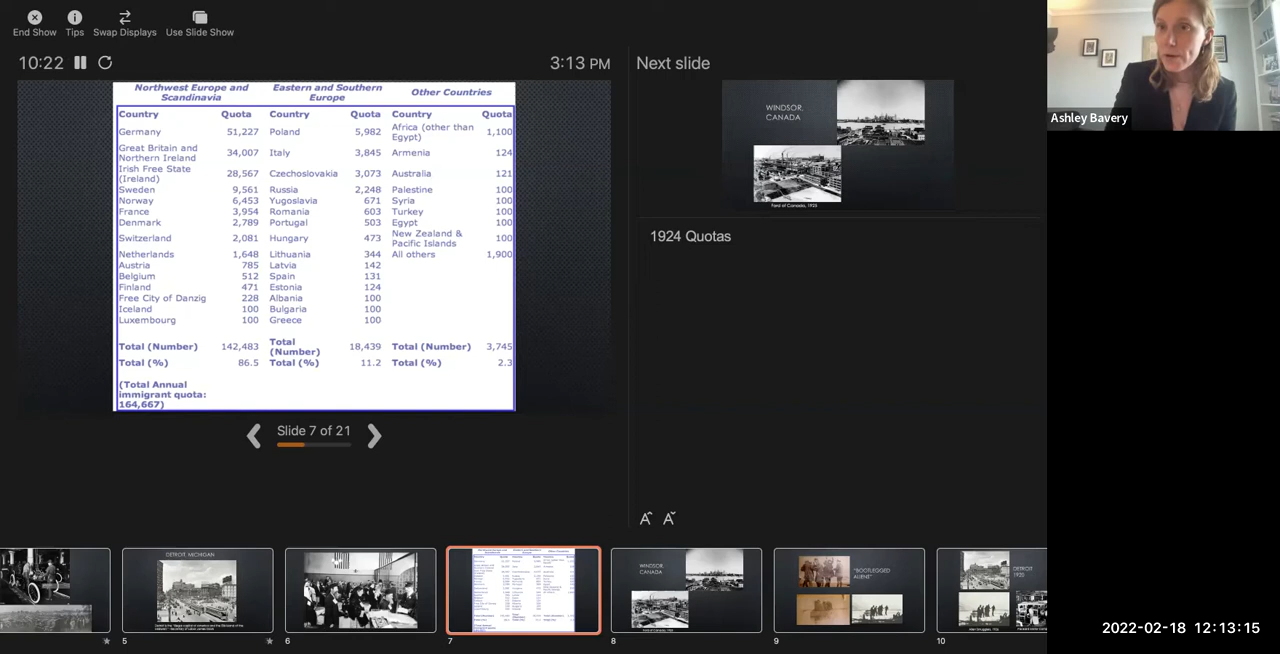 End Show Tips Swap Displays Use Slide Show
10:22 3:13 PM
Northwest Europe and Scandinavia Eastern and Southern Europe Other Countries
Country Quota Country Quota Country Quota
Germany 51,227 Poland 5,982 Africa (other than Egypt) 1,100
Great Britain and Northern Ireland 34,007 Italy 3,845 Armenia 124
Irish Free State (Ireland) 28,567 Czechoslovakia 3,073 Australia 121
Sweden 9,561 Russia 2,248 Palestine 100
Norway 6,453 Yugoslavia 671 Syria 100
France 3,954 Romania 603 Turkey 100
Denmark 2,789 Portugal 503 Egypt 100
Switzerland 2,081 Hungary 473 New Zealand & Pacific Islands 100
Netherlands 1,648 Lithuania 344 All others 1,900
Austria 785 Latvia 142
Belgium 512 Spain 131
Finland 471 Estonia 124
Free City of Danzig 228 Albania 100
Iceland 100 Bulgaria 100
Luxembourg 100 Greece 100
Total (Number) 142,483 Total (Number) 18,439 Total (Number) 3,745
Total (%) 86.5 Total (%) 11.2 Total (%) 2.3
(Total Annual
immigrant quota:
164,667)
Slide 7 of 21
Next slide
WINDSOR,
CANADA
Ford of Canada, 1925
1924 Quotas
A A
Ashley Bavery
DETROIT, MICHIGAN
5
6
7
WINDSOR,
CANADA
8
"BOOTLEGGED
ALIENS"
9
DETROIT
1920
10
2022-02-18 12:13:15